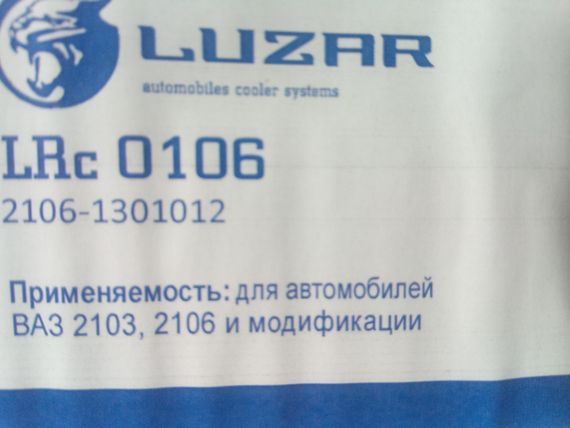 LUZAR
automobiles cooler systems
LRc 0106
2106-1301012
Применяемость: для автомобилей
ВАЗ 2103, 2106 и модификации